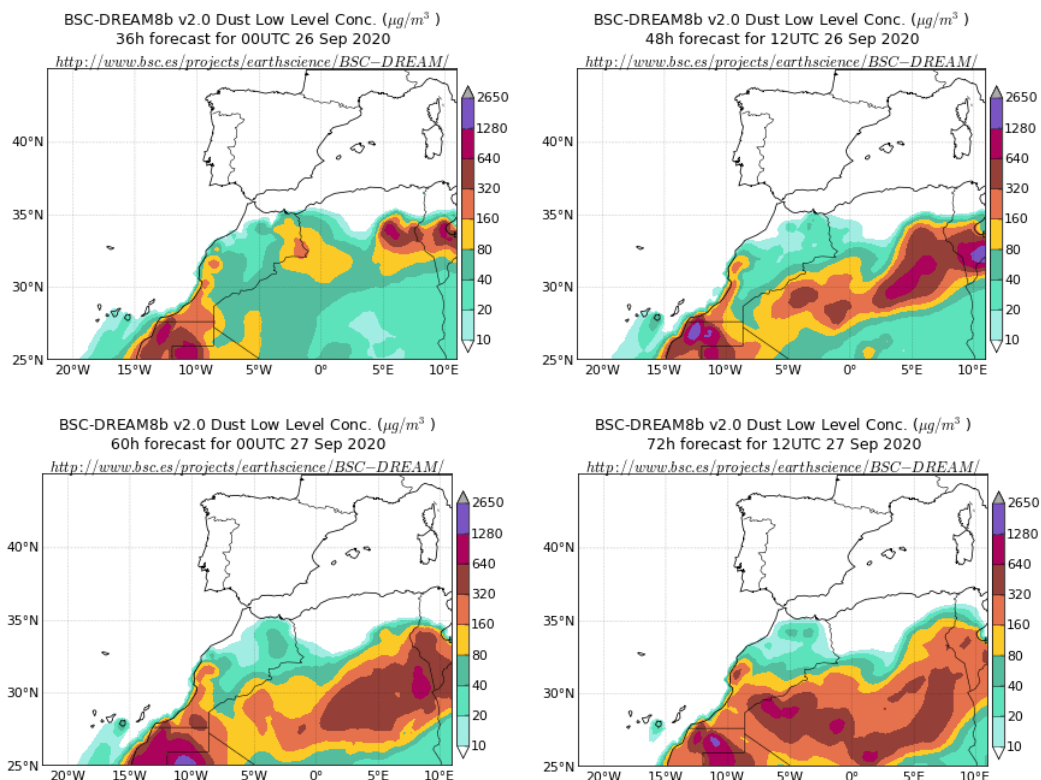 BSC-DREAM8b v2.0 Dust Low Level Conc. (μg/m³ )
36h forecast for 00UTC 26 Sep 2020
http://www.bsc.es/projects/earthscience/BSC−DREAM/
40°N
35°N
30°N
25°N
20°W
15°W
10°W
5°W
0°
5°E
10°E
2650
1280
640
320
160
80
40
20
10
BSC-DREAM8b v2.0 Dust Low Level Conc. (μg/m³ )
48h forecast for 12UTC 26 Sep 2020
http://www.bsc.es/projects/earthscience/BSC−DREAM/
40°N
35°N
30°N
25°N
20°W
15°W
10°W
5°W
0°
5°E
10°E
2650
1280
640
320
160
80
40
20
10
BSC-DREAM8b v2.0 Dust Low Level Conc. (μg/m³ )
60h forecast for 00UTC 27 Sep 2020
http://www.bsc.es/projects/earthscience/BSC−DREAM/
40°N
35°N
30°N
25°N
20°W
15°W
10°W
5°W
0°
5°E
10°E
2650
1280
640
320
160
80
40
20
10
BSC-DREAM8b v2.0 Dust Low Level Conc. (μg/m³ )
72h forecast for 12UTC 27 Sep 2020
http://www.bsc.es/projects/earthscience/BSC−DREAM/
40°N
35°N
30°N
25°N
20°W
15°W
10°W
5°W
0°
5°E
10°E
2650
1280
640
320
160
80
40
20
10